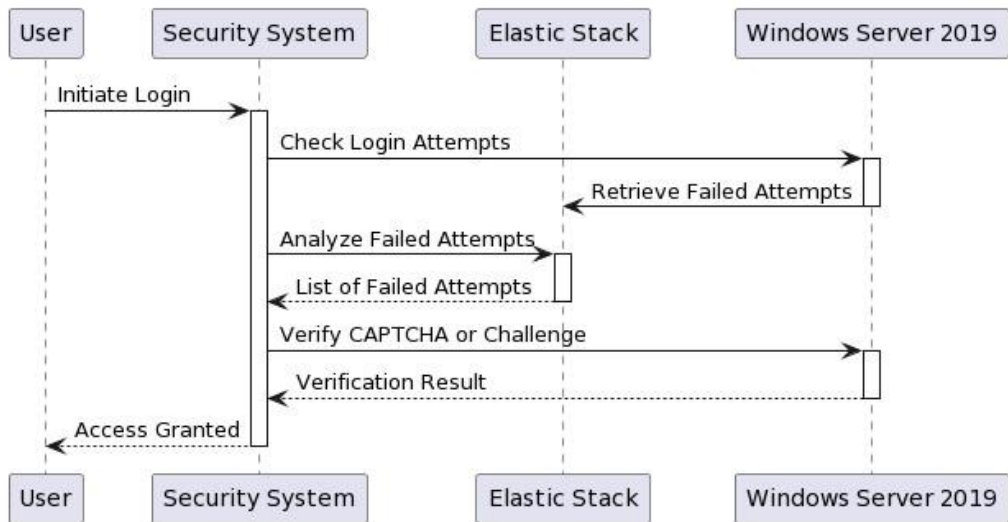 User Security System Elastic Stack Windows Server 2019
Initiate Login
Check Login Attempts
Retrieve Failed Attempts
Analyze Failed Attempts
List of Failed Attempts
Verify CAPTCHA or Challenge
Verification Result
Access Granted
User Security System Elastic Stack Windows Server 2019